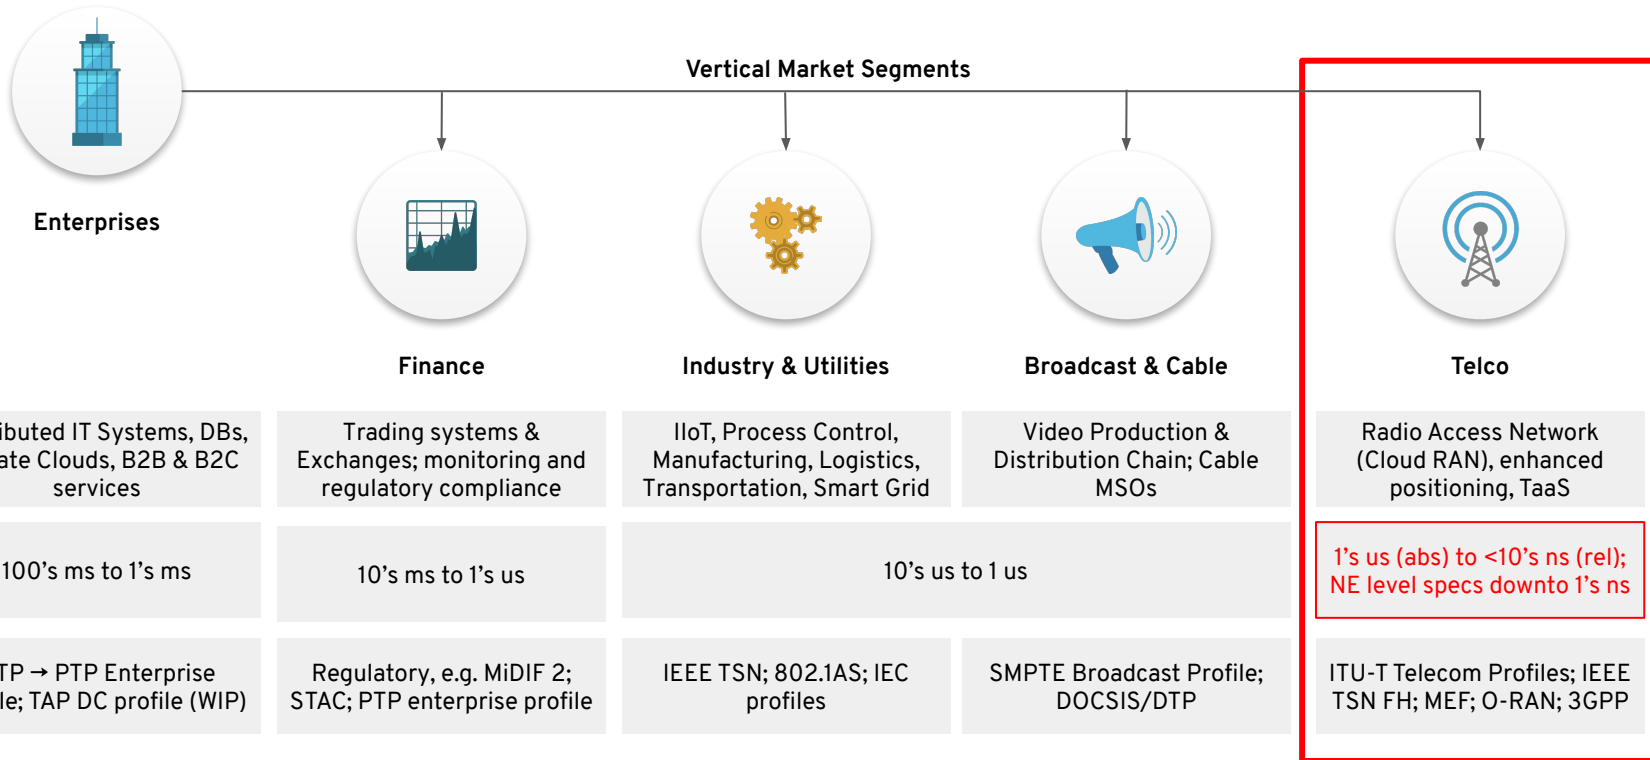 Vertical Market Segments
Enterprises
Finance
Industry & Utilities
Broadcast & Cable
Telco
IT Systems, DBs,
Clouds, B2B & B2C
services
Trading systems &
Exchanges; monitoring and
regulatory compliance
IIoT, Process Control,
Manufacturing, Logistics,
Transportation, Smart Grid
Video Production &
Distribution Chain; Cable
MSOs
Radio Access Network
(Cloud RAN), enhanced
positioning, TaaS
100's ms to 1's ms
10's ms to 1's us
10's us to 1 us
1's us (abs) to <10's ns (rel);
NE level specs downto 1's ns
→ PTP Enterprise
TAP DC profile (WIP)
Regulatory, e.g. MiDIF 2;
STAC; PTP enterprise profile
IEEE TSN; 802.1AS; IEC
profiles
SMPTE Broadcast Profile;
DOCSIS/DTP
ITU-T Telecom Profiles; IEEE
TSN FH; MEF; O-RAN; 3GPP